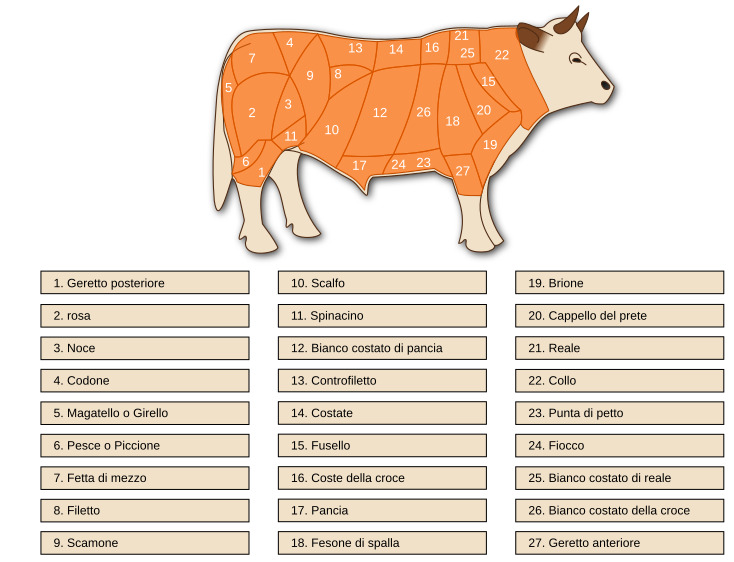 21
4
13
14
16
25
22
7
9
8
15
5
3
2
12
26
20
18
10
11
19
6
17
24
23
1
27
1. Geretto posteriore
2. rosa
3. Noce
4. Codone
5. Magatello o Girello
6. Pesce o Piccione
7. Fetta di mezzo
8. Filetto
9. Scamone
10. Scalfo
11. Spinacino
12. Bianco costato di pancia
13. Controfiletto
14. Costate
15. Fusello
16. Coste della croce
17. Pancia
18. Fesone di spalla
19. Brione
20. Cappello del prete
21. Reale
22. Collo
23. Punta di petto
24. Fiocco
25. Bianco costato di reale
26. Bianco costato della croce
27. Geretto anteriore